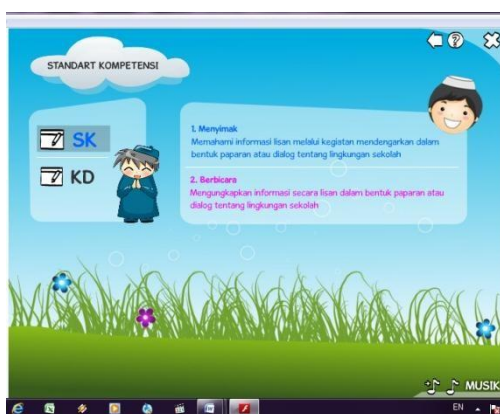 STANDART KOMPETENSI
SK
KD
1. Menyimak
Memahami informasi lisan melalui kegiatan mendengarkan dalam
bentuk paparan atau dialog tentang lingkungan sekolah
2. Berbicara
Mengungkapkan informasi secara lisan dalam bentuk paparan atau
dialog tentang lingkungan sekolah
MUSIK
EN